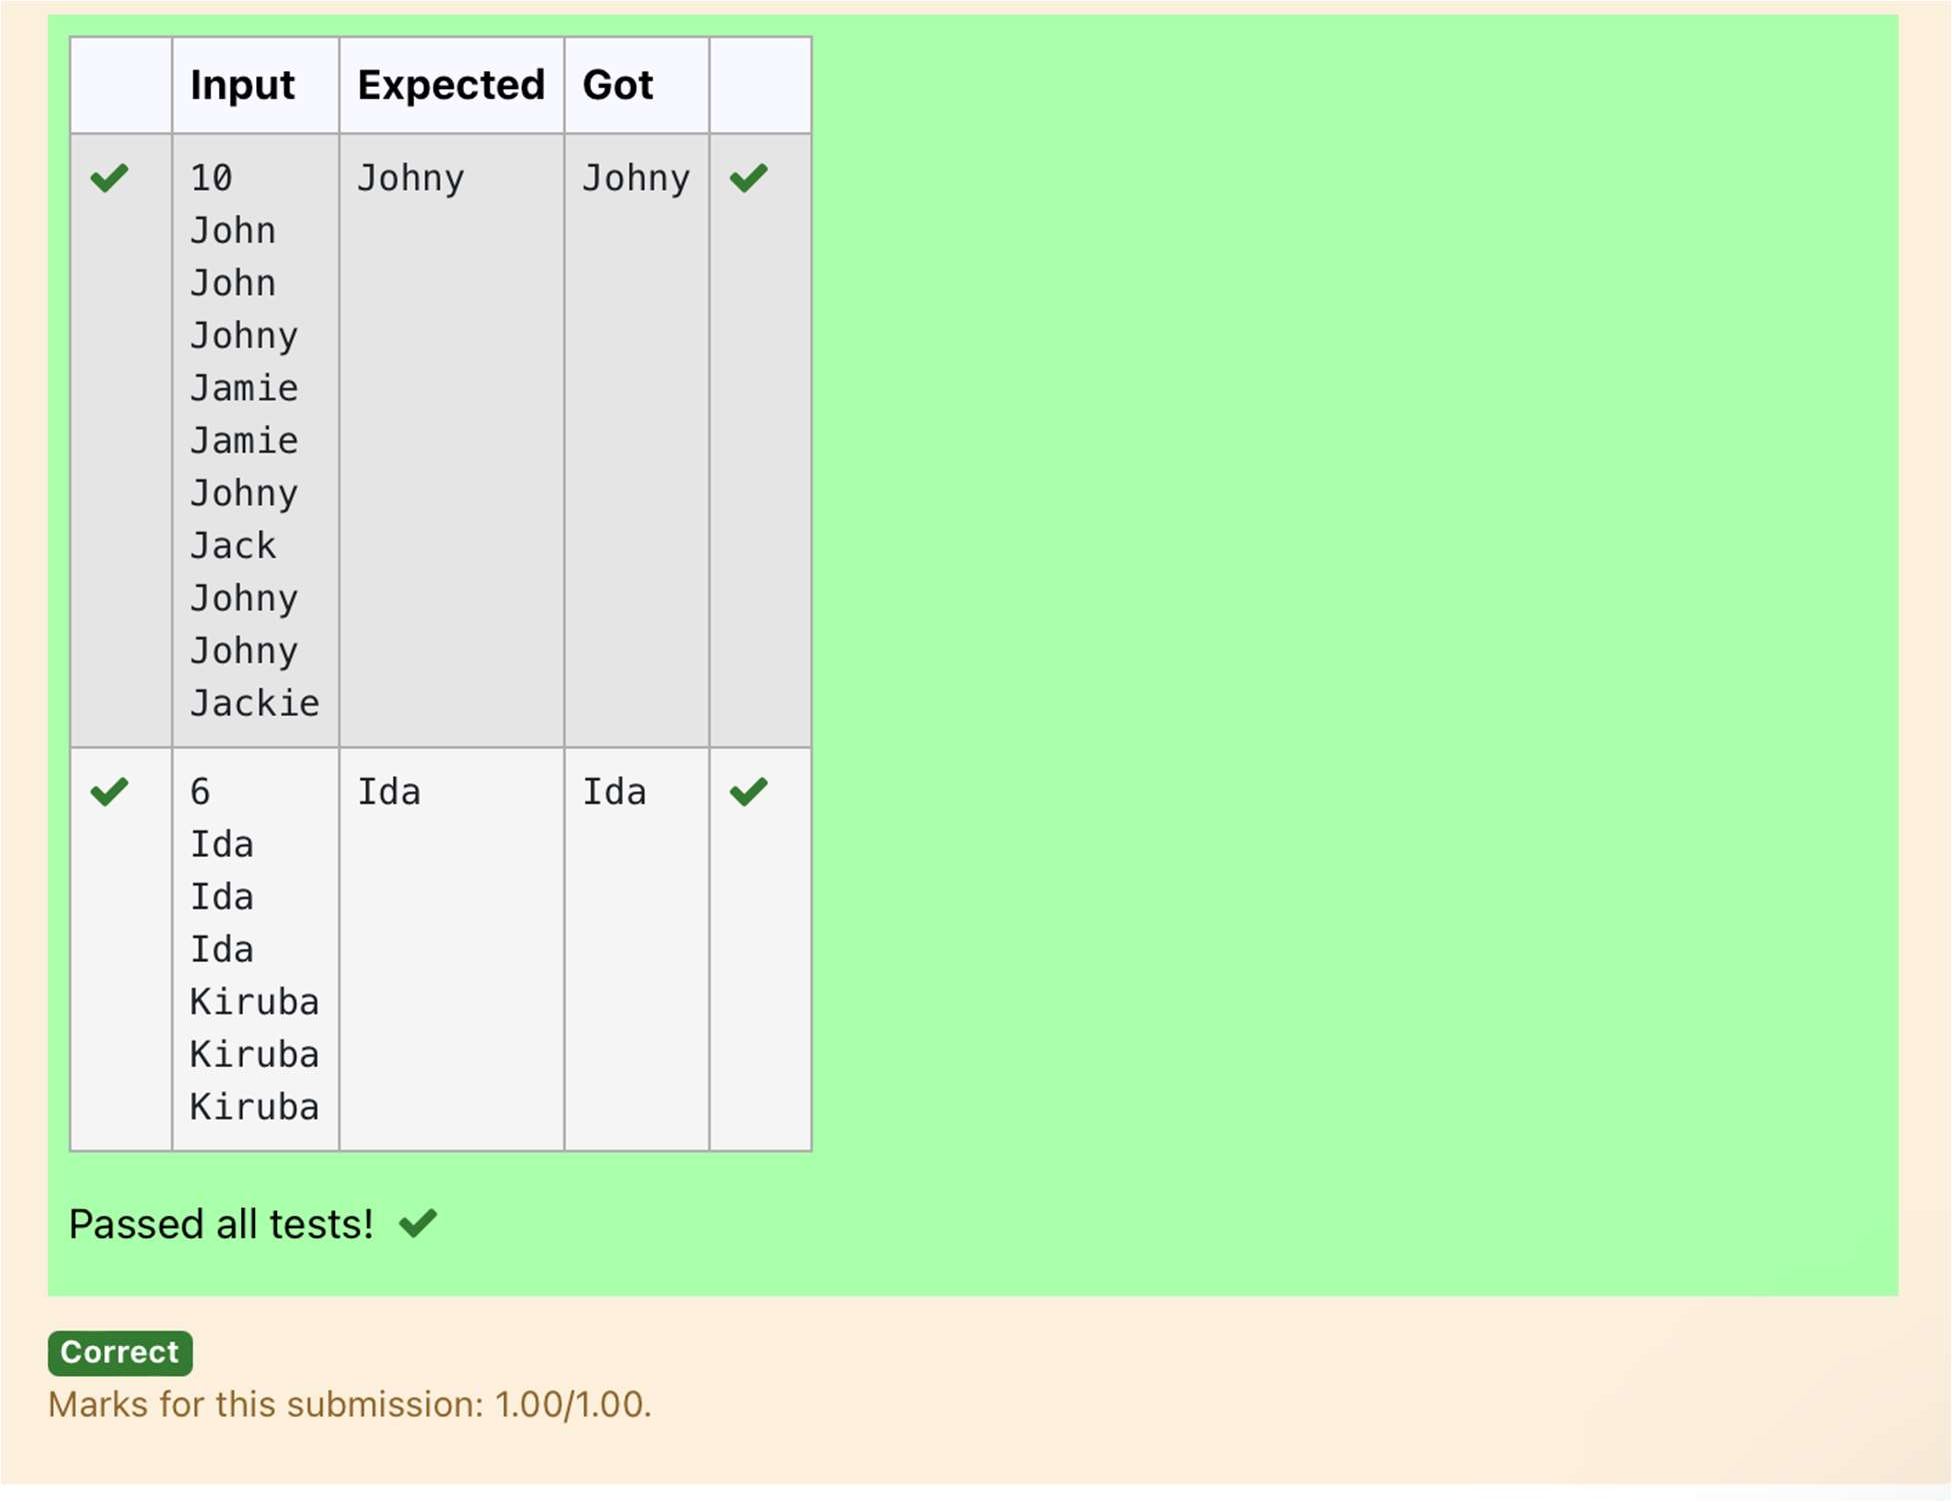 Input Expected Got
10 Johny Johny
John
John
Johny
Jamie
Jamie
Johny
Jack
Johny
Johny
Jackie
6 Ida Ida
Ida
Ida
Ida
Kiruba
Kiruba
Kiruba
Passed all tests!
Correct
Marks for this submission: 1.00/1.00.